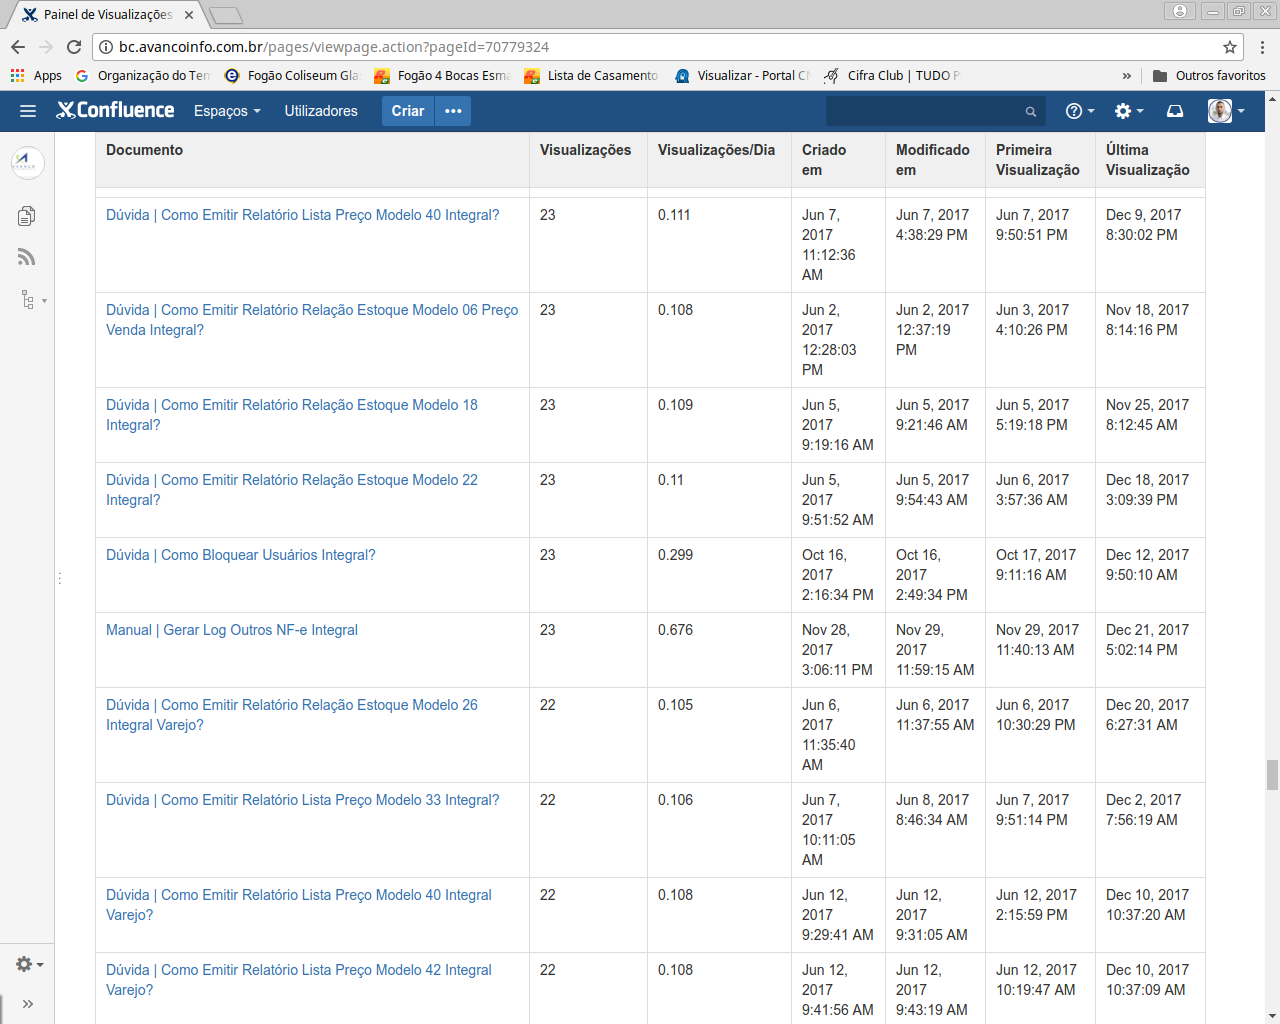 Painel de Visualizações
bc.avancoinfo.com.br/pages/viewpage.action?pageId=70779324
Apps Organização do Ter Fogão Coliseum Gla Fogão 4 Bocas Esma Lista de Casamento Visualizar - Portal C Cifra Club | TUDO » Outros favoritos
Confluence Espaços Utilizadores Criar •••
Documento Visualizações Visualizações/Dia Criado em Modificado em Primeira Visualização Última Visualização
Dúvida | Como Emitir Relatório Lista Preço Modelo 40 Integral? 23 0.111 Jun 7, 2017 11:12:36 AM Jun 7, 2017 4:38:29 PM Jun 7, 2017 9:50:51 PM Dec 9, 2017 8:30:02 PM
Dúvida | Como Emitir Relatório Relação Estoque Modelo 06 Preço Venda Integral? 23 0.108 Jun 2, 2017 12:28:03 PM Jun 2, 2017 12:37:19 PM Jun 3, 2017 4:10:26 PM Nov 18, 2017 8:14:16 PM
Dúvida | Como Emitir Relatório Relação Estoque Modelo 18 Integral? 23 0.109 Jun 5, 2017 9:19:16 AM Jun 5, 2017 9:21:46 AM Jun 5, 2017 5:19:18 PM Nov 25, 2017 8:12:45 AM
Dúvida | Como Emitir Relatório Relação Estoque Modelo 22 Integral? 23 0.11 Jun 5, 2017 9:51:52 AM Jun 5, 2017 9:54:43 AM Jun 6, 2017 3:57:36 AM Dec 18, 2017 3:09:39 PM
Dúvida | Como Bloquear Usuários Integral? 23 0.299 Oct 16, 2017 2:16:34 PM Oct 16, 2017 2:49:34 PM Oct 17, 2017 9:11:16 AM Dec 12, 2017 9:50:10 AM
Manual | Gerar Log Outros NF-e Integral 23 0.676 Nov 28, 2017 3:06:11 PM Nov 29, 2017 11:59:15 AM Nov 29, 2017 11:40:13 AM Dec 21, 2017 5:02:14 PM
Dúvida | Como Emitir Relatório Relação Estoque Modelo 26 Integral Varejo? 22 0.105 Jun 6, 2017 11:35:40 AM Jun 6, 2017 11:37:55 AM Jun 6, 2017 10:30:29 PM Dec 20, 2017 6:27:31 AM
Dúvida | Como Emitir Relatório Lista Preço Modelo 33 Integral? 22 0.106 Jun 7, 2017 10:11:05 AM Jun 8, 2017 8:46:34 AM Jun 7, 2017 9:51:14 PM Dec 2, 2017 7:56:19 AM
Dúvida | Como Emitir Relatório Lista Preço Modelo 40 Integral Varejo? 22 0.108 Jun 12, 2017 9:29:41 AM Jun 12, 2017 9:31:05 AM Jun 12, 2017 2:15:59 PM Dec 10, 2017 10:37:20 AM
Dúvida | Como Emitir Relatório Lista Preço Modelo 42 Integral Varejo? 22 0.108 Jun 12, 2017 9:41:56 AM Jun 12, 2017 9:43:19 AM Jun 12, 2017 10:19:47 AM Dec 10, 2017 10:37:09 AM